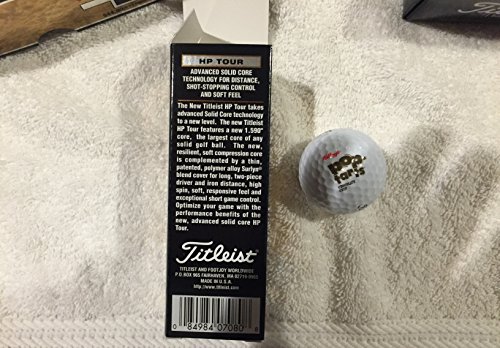 HP TOUR
ADVANCED SOLID CORE
TECHNOLOGY FOR DISTANCE,
SHOT-STOPPING CONTROL
AND SOFT FEEL
The New Titleist HP Tour takes
advanced Solid Core technology
to a new level. The new Titleist
HP Tour features a new 1.590"
core, the largest core of any
solid golf ball. The new,
resilient, soft compression core
is complemented by a thin,
patented, polymer alloy Surlyn®
blend cover for long, two-piece
driver and iron distance, high
spin, soft, responsive feel and
exceptional short game control.
Optimize your game with the
performance benefits of the
new, advanced solid core HP
Tour.
Titleist
TITLEIST AND FOOTJOY WORLDWIDE
P.O. BOX 965 FAIRHAVEN, MA 02719-0965
MADE IN U.S.A.
http://www.titleist.com
0 84984 07080 8
pop.
tarts
Titleist